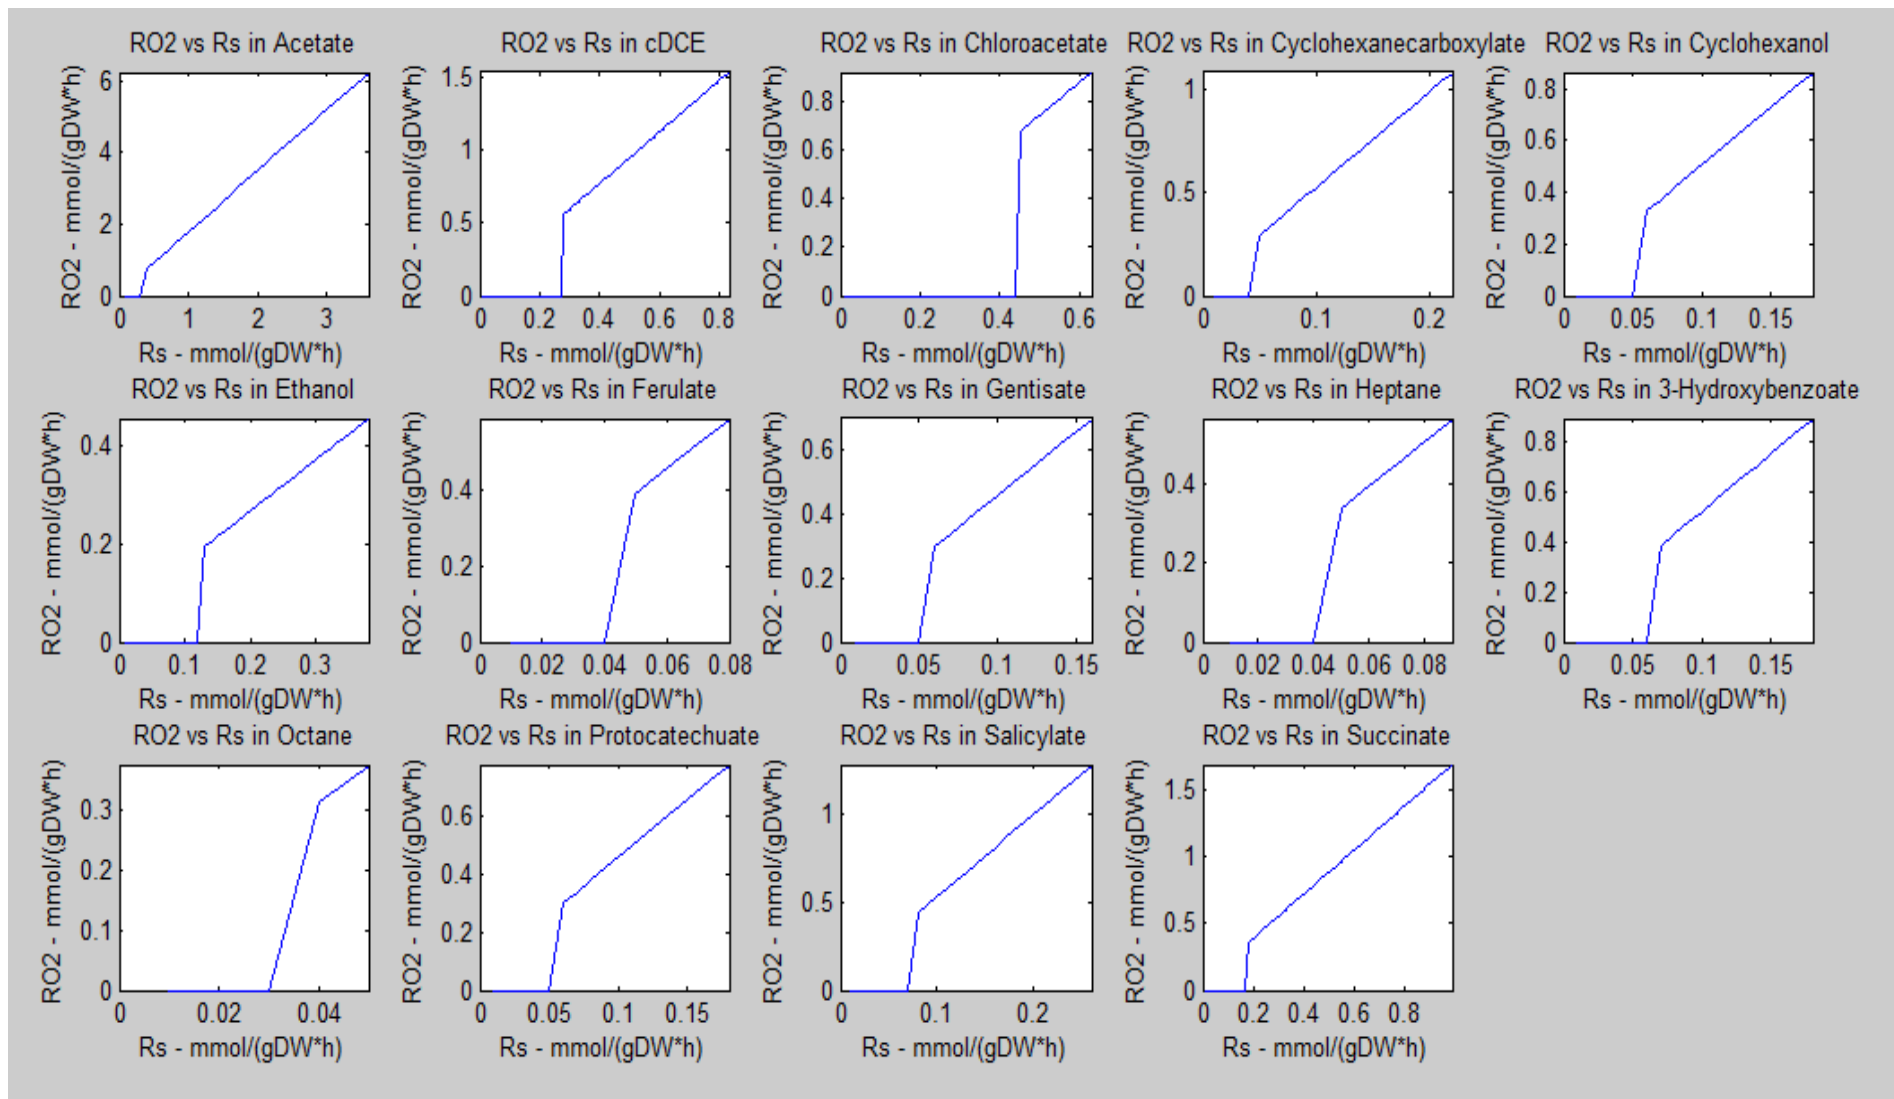 RO2 vs Rs in Acetate
RO2 - mmol/(gDW*h)
6
4
2
0
0 1 2 3
Rs - mmol/(gDW*h)
RO2 vs Rs in cDCE
RO2 - mmol/(gDW*h)
1.5
1
0.5
0
0 0.2 0.4 0.6 0.8
Rs - mmol/(gDW*h)
RO2 vs Rs in Chloroacetate
RO2 - mmol/(gDW*h)
0.8
0.6
0.4
0.2
0
0 0.2 0.4 0.6
Rs - mmol/(gDW*h)
RO2 vs Rs in Cyclohexanecarboxylate
RO2 - mmol/(gDW*h)
1
0.5
0
0 0.1 0.2
Rs - mmol/(gDW*h)
RO2 vs Rs in Cyclohexanol
RO2 - mmol/(gDW*h)
0.8
0.6
0.4
0.2
0
0 0.05 0.1 0.15
Rs - mmol/(gDW*h)
RO2 vs Rs in Ethanol
RO2 - mmol/(gDW*h)
0.4
0.2
0
0 0.1 0.2 0.3
Rs - mmol/(gDW*h)
RO2 vs Rs in Ferulate
RO2 - mmol/(gDW*h)
0.4
0.2
0
0 0.02 0.04 0.06 0.08
Rs - mmol/(gDW*h)
RO2 vs Rs in Gentisate
RO2 - mmol/(gDW*h)
0.6
0.4
0.2
0
0 0.05 0.1 0.15
Rs - mmol/(gDW*h)
RO2 vs Rs in Heptane
RO2 - mmol/(gDW*h)
0.4
0.2
0
0 0.02 0.04 0.06 0.08
Rs - mmol/(gDW*h)
RO2 vs Rs in 3-Hydroxybenzoate
RO2 - mmol/(gDW*h)
0.8
0.6
0.4
0.2
0
0 0.05 0.1 0.15
Rs - mmol/(gDW*h)
RO2 vs Rs in Octane
RO2 - mmol/(gDW*h)
0.3
0.2
0.1
0
0 0.02 0.04
Rs - mmol/(gDW*h)
RO2 vs Rs in Protocatechuate
RO2 - mmol/(gDW*h)
0.6
0.4
0.2
0
0 0.05 0.1 0.15
Rs - mmol/(gDW*h)
RO2 vs Rs in Salicylate
RO2 - mmol/(gDW*h)
1
0.5
0
0 0.1 0.2
Rs - mmol/(gDW*h)
RO2 vs Rs in Succinate
RO2 - mmol/(gDW*h)
1.5
1
0.5
0
0 0.2 0.4 0.6 0.8
Rs - mmol/(gDW*h)